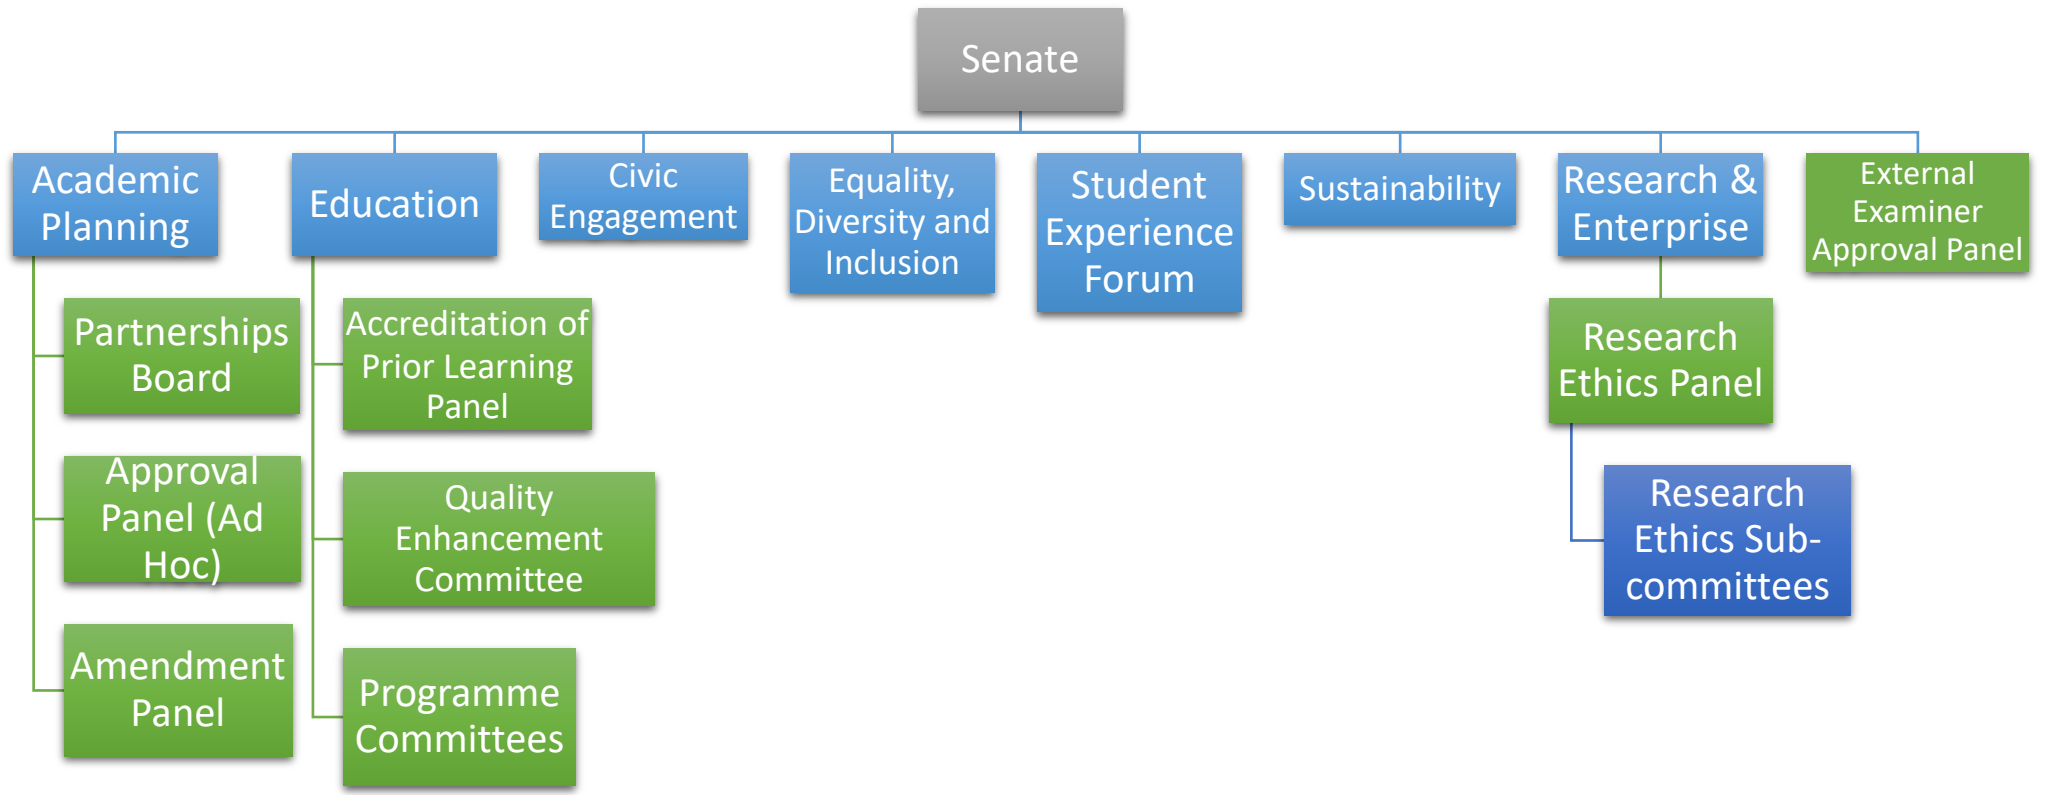 Senate
Academic
Planning
Education
Civic
Engagement
Equality,
Diversity and
Inclusion
Student
Experience
Forum
Sustainability
Research &
Enterprise
External
Examiner
Approval Panel
Partnerships
Board
Approval
Panel (Ad
Hoc)
Amendment
Panel
Accreditation of
Prior Learning
Panel
Quality
Enhancement
Committee
Programme
Committees
Research
Ethics Panel
Research
Ethics Sub-
committees